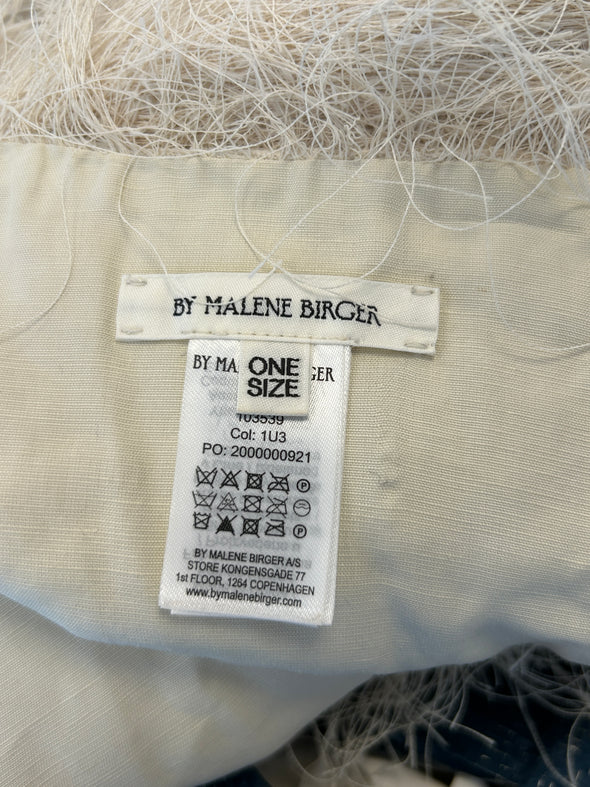 BY MALENE BIRGER
BY MA GER
ONE
SIZE
103539
Col: 1U3
PO: 2000000921
P
P
BY MALENE BIRGER A/S
STORE KONGENSGADE 77
1st FLOOR, 1264 COPENHAGEN
www.bymalenebirger.com